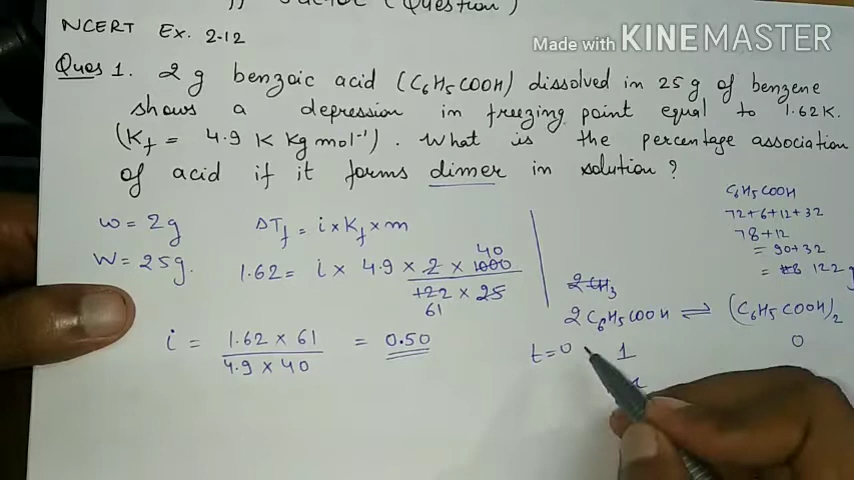 Factor (Question)
NCERT Ex. 2.12
Made with KINEMASTER
Ques 1. 2 g benzoic acid (C6H5COOH) dissolved in 25 g of benzene
shows a depression in freezing point equal to 1.62 K.
(Kf = 4.9 K Kg mol⁻¹). What is the percentage association
of acid if it forms dimer in solution?
w = 2g
W = 25g.
ΔTf = i × Kf × m
1.62 = i × 4.9 × 2 × 1000 40
122 × 25
61
i = 1.62 × 61 = 0.50
4.9 × 40
C6H5COOH
72+6+12+32
78+12
= 90+32
= 122 g
2CH3
2C6H5COOH ⇌ (C6H5COOH)2
t=0 1 0